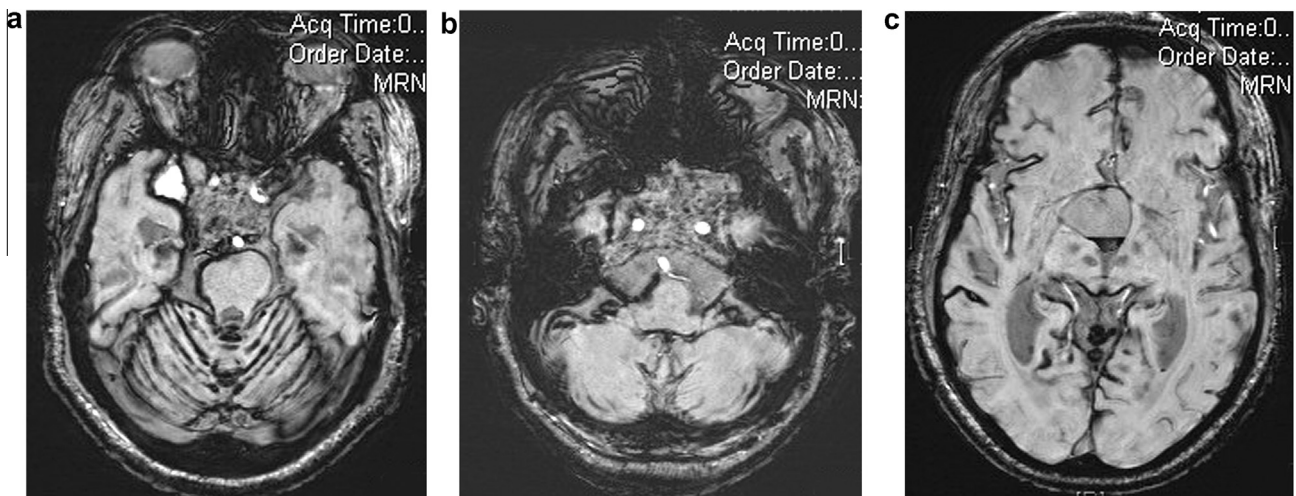 a
Acq Time:0..
Order Date:..
MRN
b
Acq Time:0...
Order Date:...
MRN:
c
Acq Time:0...
Order Date:...
MRN